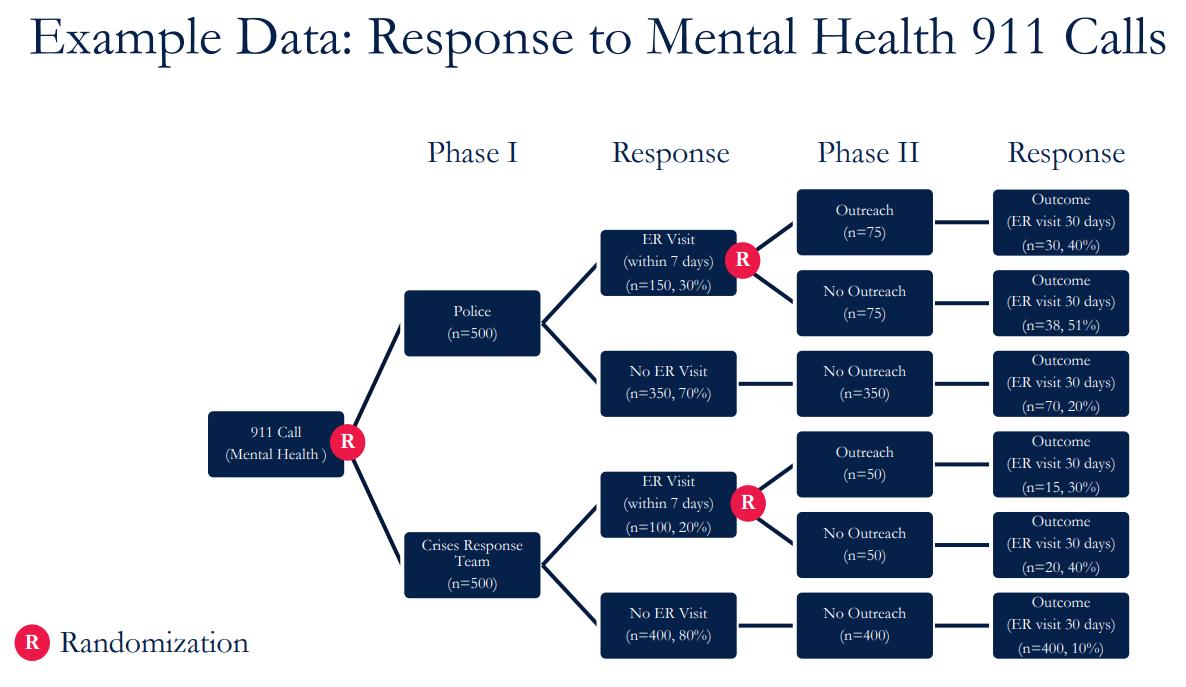 Example Data: Response to Mental Health 911 Calls
Phase I
Response
Phase II
Response
911 Call
(Mental Health )
R
Police
(n=500)
ER Visit
(within 7 days)
(n=150, 30%)
R
Outreach
(n=75)
Outcome
(ER visit 30 days)
(n=30, 40%)
No Outreach
(n=75)
Outcome
(ER visit 30 days)
(n=38, 51%)
No ER Visit
(n=350, 70%)
No Outreach
(n=350)
Outcome
(ER visit 30 days)
(n=70, 20%)
Crises Response
Team
(n=500)
ER Visit
(within 7 days)
(n=100, 20%)
R
Outreach
(n=50)
Outcome
(ER visit 30 days)
(n=15, 30%)
No Outreach
(n=50)
Outcome
(ER visit 30 days)
(n=20, 40%)
No ER Visit
(n=400, 80%)
No Outreach
(n=400)
Outcome
(ER visit 30 days)
(n=400, 10%)
R Randomization